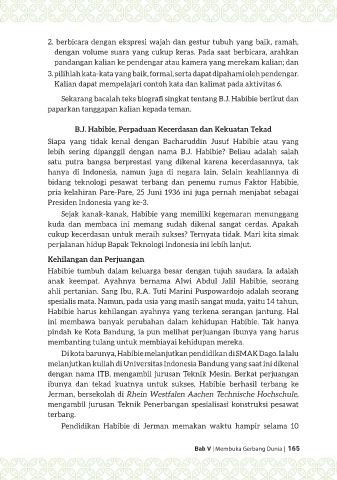 2. berbicara dengan ekspresi wajah dan gestur tubuh yang baik, ramah,
dengan volume suara yang cukup keras. Pada saat berbicara, arahkan
pandangan kalian ke pendengar atau kamera yang merekam kalian; dan
3. pilihlah kata-kata yang baik, formal, serta dapat dipahami oleh pendengar.
Kalian dapat mempelajari contoh kata dan kalimat pada aktivitas 6.
Sekarang bacalah teks biografi singkat tentang B.J. Habibie berikut dan
paparkan tanggapan kalian kepada teman.
B.J. Habibie, Perpaduan Kecerdasan dan Kekuatan Tekad
Siapa yang tidak kenal dengan Bacharuddin Jusuf Habibie atau yang
lebih sering dipanggil dengan nama B.J. Habibie? Beliau adalah salah
satu putra bangsa berprestasi yang dikenal karena kecerdasannya, tak
hanya di Indonesia, namun juga di negara lain. Selain keahliannya di
bidang teknologi pesawat terbang dan penemu rumus Faktor Habibie,
pria kelahiran Pare-Pare, 25 Juni 1936 ini juga pernah menjabat sebagai
Presiden Indonesia yang ke-3.
Sejak kanak-kanak, Habibie yang memiliki kegemaran menunggang
kuda dan membaca ini memang sudah dikenal sangat cerdas. Apakah
cukup kecerdasan untuk meraih sukses? Ternyata tidak. Mari kita simak
perjalanan hidup Bapak Teknologi Indonesia ini lebih lanjut.
Kehilangan dan Perjuangan
Habibie tumbuh dalam keluarga besar dengan tujuh saudara. Ia adalah
anak keempat. Ayahnya bernama Alwi Abdul Jalil Habibie, seorang
ahli pertanian. Sang Ibu, R.A. Tuti Marini Puspowardojo adalah seorang
spesialis mata. Namun, pada usia yang masih sangat muda, yaitu 14 tahun,
Habibie harus kehilangan ayahnya yang terkena serangan jantung. Hal
ini membawa banyak perubahan dalam kehidupan Habibie. Tak hanya
pindah ke Kota Bandung, ia pun melihat perjuangan ibunya yang harus
membanting tulang untuk membiayai kehidupan mereka.
Di kota barunya, Habibie melanjutkan pendidikan di SMAK Dago. Ia lalu
melanjutkan kuliah di Universitas Indonesia Bandung yang saat ini dikenal
dengan nama ITB, mengambil jurusan Teknik Mesin. Berkat perjuangan
ibunya dan tekad kuatnya untuk sukses, Habibie berhasil terbang ke
Jerman, bersekolah di Rhein Westfalen Aachen Technische Hochschule,
mengambil jurusan Teknik Penerbangan spesialisasi konstruksi pesawat
terbang.
Pendidikan Habibie di Jerman memakan waktu hampir selama 10
Bab V | Membuka Gerbang Dunia | 165